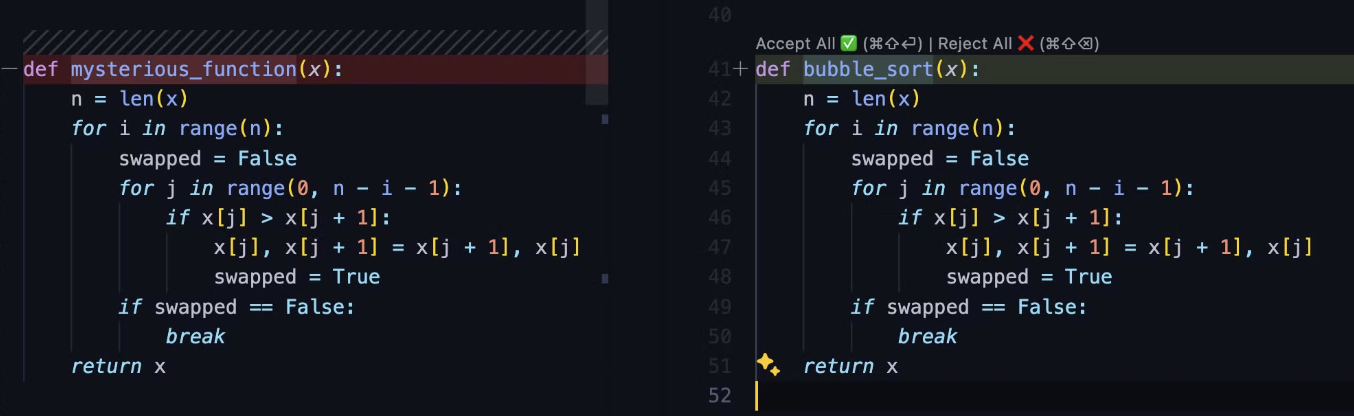 def mysterious_function(x):
    n = len(x)
    for i in range(n):
        swapped = False
        for j in range(0, n - i - 1):
            if x[j] > x[j + 1]:
                x[j], x[j + 1] = x[j + 1], x[j]
                swapped = True
        if swapped == False:
            break
    return x
40
Accept All ✅ (⌘⇧⏎) | Reject All ❌ (⌘⇧⌫)
41+ def bubble_sort(x):
42     n = len(x)
43     for i in range(n):
44         swapped = False
45         for j in range(0, n - i - 1):
46             if x[j] > x[j + 1]:
47                 x[j], x[j + 1] = x[j + 1], x[j]
48                 swapped = True
49         if swapped == False:
50             break
51     return x
52